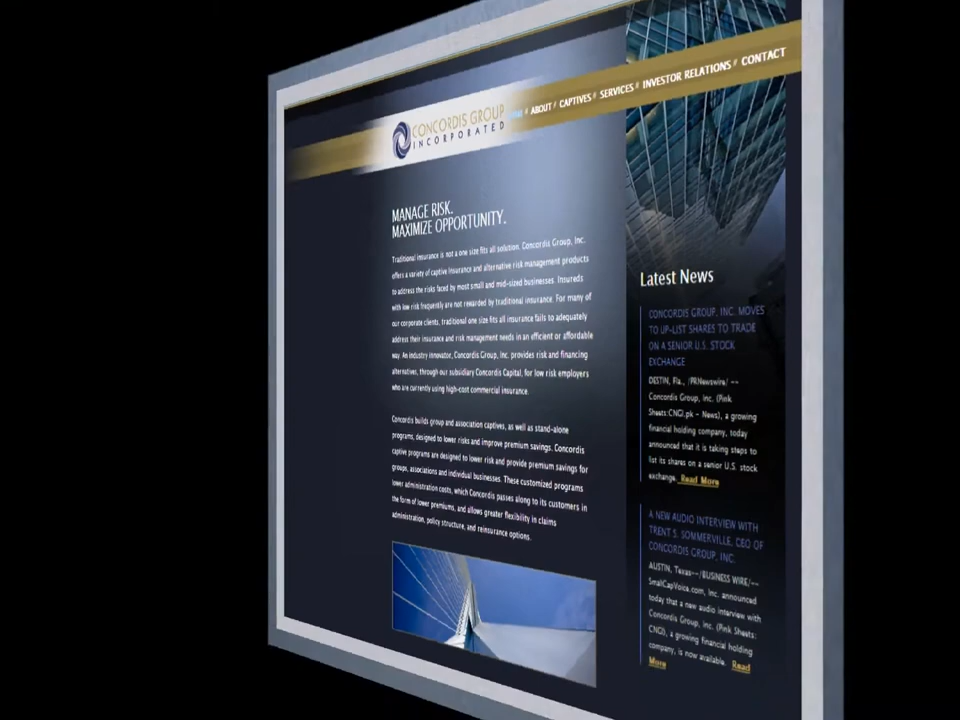 CONCORDIS GROUP
INCORPORATED
// ABOUT // CAPTIVES // SERVICES // INVESTOR RELATIONS // CONTACT
MANAGE RISK.
MAXIMIZE OPPORTUNITY.
Traditional insurance is not a one size fits all solution. Concordis Group, Inc.
offers a variety of captive insurance and alternative risk management products
to address the risks faced by most small and mid-sized businesses. Insureds
with low risk frequently are not rewarded by traditional insurance. For many of
our corporate clients, traditional one size fits all insurance fails to adequately
address their insurance and risk management needs in an efficient or affordable
way. An industry innovator, Concordis Group, Inc. provides risk and financing
alternatives, through our subsidiary Concordis Capital, for low risk employers
who are currently using high-cost commercial insurance.
Concordis builds group and association captives, as well as stand-alone
programs, designed to lower risks and improve premium savings. Concordis
captive programs are designed to lower risk and provide premium savings for
groups, associations and individual businesses. These customized programs
lower administration costs, which Concordis passes along to its customers in
the form of lower premiums, and allows greater flexibility in claims
administration, policy structure, and reinsurance options.
Latest News
CONCORDIS GROUP, INC. MOVES
TO UP-LIST SHARES TO TRADE
ON A SENIOR U.S. STOCK
EXCHANGE
DESTIN, Fla., /PRNewswire/ --
Concordis Group, Inc. (Pink
Sheets:CNGI.pk - News), a growing
financial holding company, today
announced that it is taking steps to
list its shares on a senior U.S. stock
exchange. Read More
A NEW AUDIO INTERVIEW WITH
TRENT S. SOMMERVILLE, CEO OF
CONCORDIS GROUP, INC.
AUSTIN, Texas--/BUSINESS WIRE/--
SmallCapVoice.com, Inc. announced
today that a new audio interview with
Concordis Group, Inc. (Pink Sheets:
CNGI), a growing financial holding
company, is now available. Read
More